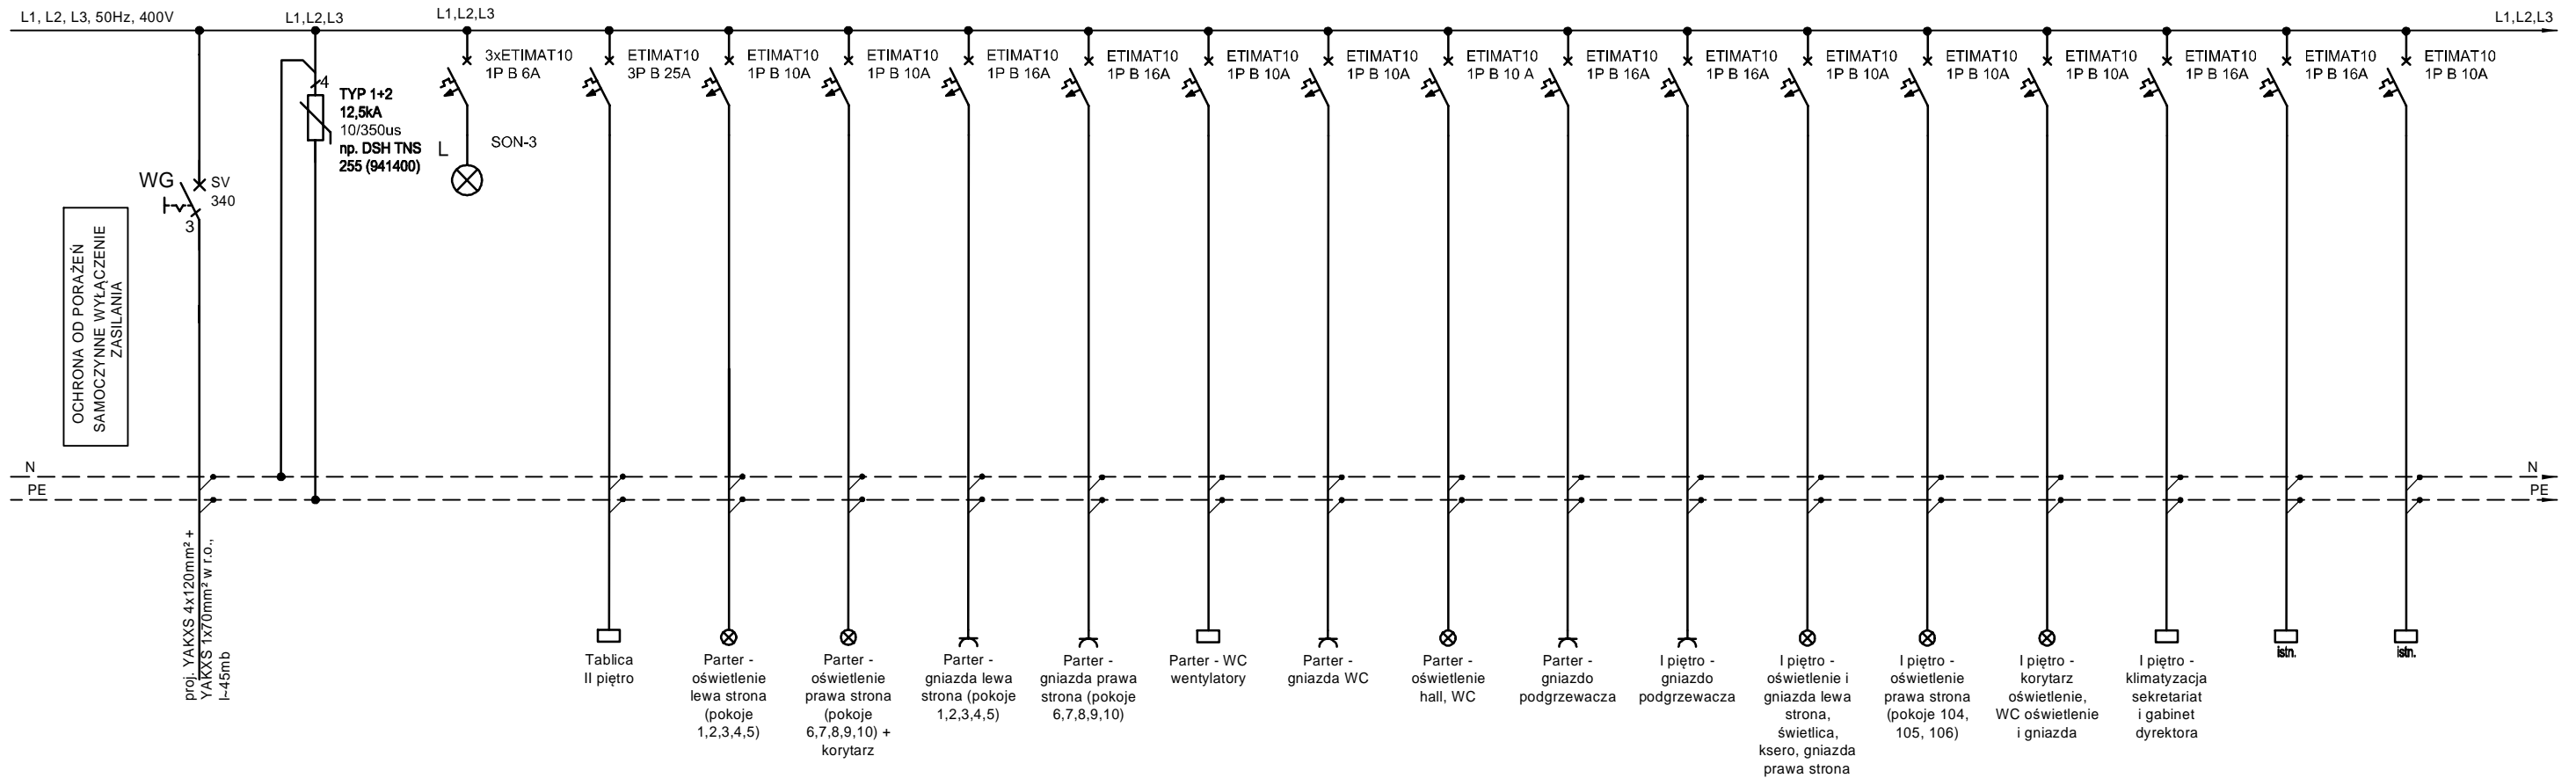 L1, L2, L3, 50Hz, 400V
L1,L2,L3
L1,L2,L3
L1,L2,L3
3xETIMAT10
1P B 6A
ETIMAT10
3P B 25A
ETIMAT10
1P B 10A
ETIMAT10
1P B 10A
ETIMAT10
1P B 16A
ETIMAT10
1P B 16A
ETIMAT10
1P B 10A
ETIMAT10
1P B 10A
ETIMAT10
1P B 10 A
ETIMAT10
1P B 16A
ETIMAT10
1P B 16A
ETIMAT10
1P B 10A
ETIMAT10
1P B 10A
ETIMAT10
1P B 10A
ETIMAT10
1P B 16A
ETIMAT10
1P B 16A
ETIMAT10
1P B 10A
4
TYP 1+2
12,5kA
10/350us
np. DSH TNS
255 (941400)
L
SON-3
WG
SV
340
3
OCHRONA OD PORAŻEŃ
SAMOCZYNNE WYŁĄCZENIE
ZASILANIA
N
PE
N
PE
proj. YAKXS 4x120mm² +
YAKXS 1x70mm² w r.o.,
l~45mb
Tablica
II piętro
Parter -
oświetlenie
lewa strona
(pokoje
1,2,3,4,5)
Parter -
oświetlenie
prawa strona
(pokoje
6,7,8,9,10) +
korytarz
Parter -
gniazda lewa
strona (pokoje
1,2,3,4,5)
Parter -
gniazda prawa
strona (pokoje
6,7,8,9,10)
Parter - WC
wentylatory
Parter -
gniazda WC
Parter -
oświetlenie
hall, WC
Parter -
gniazdo
podgrzewacza
I piętro -
gniazdo
podgrzewacza
I piętro -
oświetlenie i
gniazda lewa
strona,
świetlica,
ksero, gniazda
prawa strona
I piętro -
oświetlenie
prawa strona
(pokoje 104,
105, 106)
I piętro -
korytarz
oświetlenie,
WC oświetlenie
i gniazda
I piętro -
klimatyzacja
sekretariat
i gabinet
dyrektora
istn.
istn.